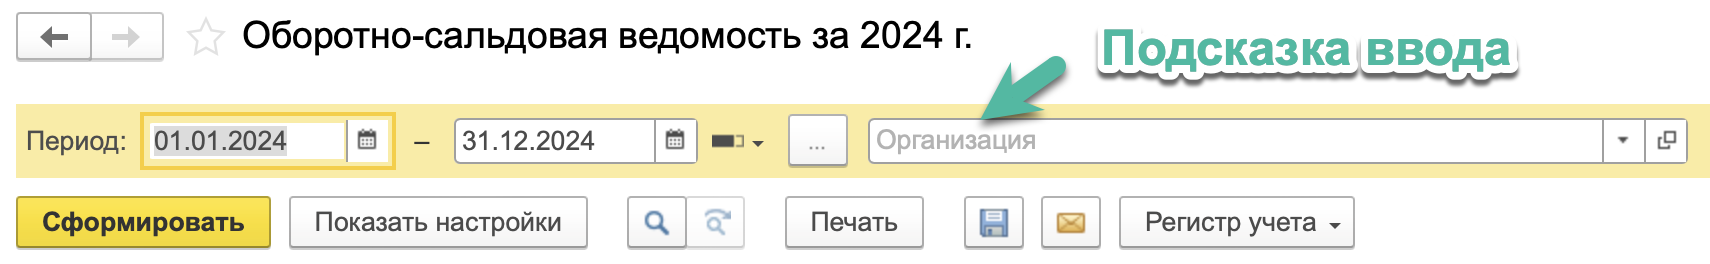 Оборотно-сальдовая ведомость за 2024 г.
Подсказка ввода
Период: 01.01.2024 – 31.12.2024 ... Организация
Сформировать Показать настройки Печать Регистр учета